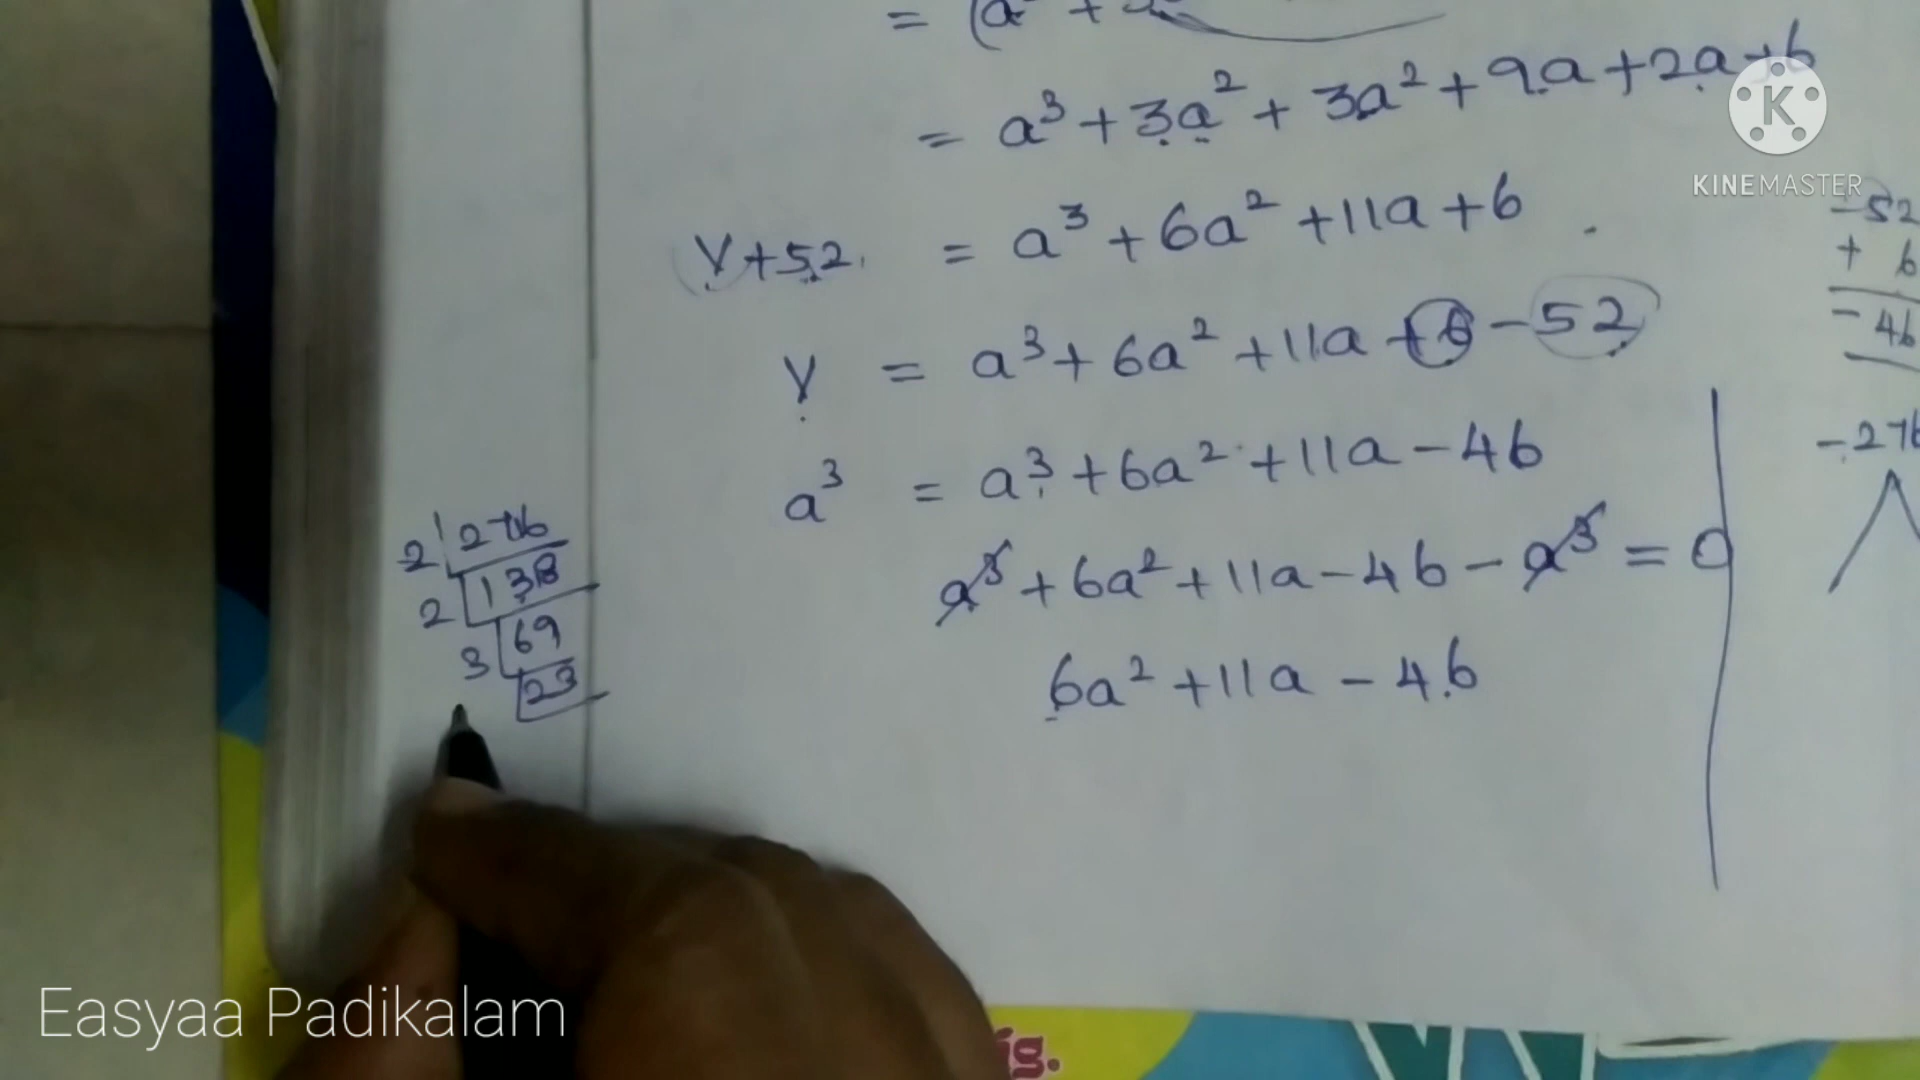 = (a² +
= a³ + 3a² + 3a² + 9a + 2a + 6
V + 52 = a³ + 6a² + 11a + 6
V = a³ + 6a² + 11a + 6 - 52
a³ = a³ + 6a² + 11a - 46
a³ + 6a² + 11a - 46 - a³ = 0
6a² + 11a - 46
2 276
2 138
3 69
23
-52
+ 6
-46
-276
KINEMASTER
Easyaa Padikalam
ig.